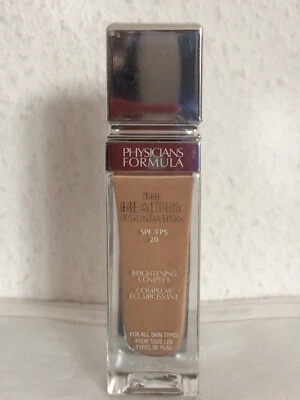 PHYSICIANS
FORMULA
THE
HEALTHY
FOUNDATION
SPF/FPS
20
BRIGHTENING
COMPLEX
COMPLEXE
ÉCLAIRCISSANT
FOR ALL SKIN TYPES
POUR TOUS LES
TYPES DE PEAU